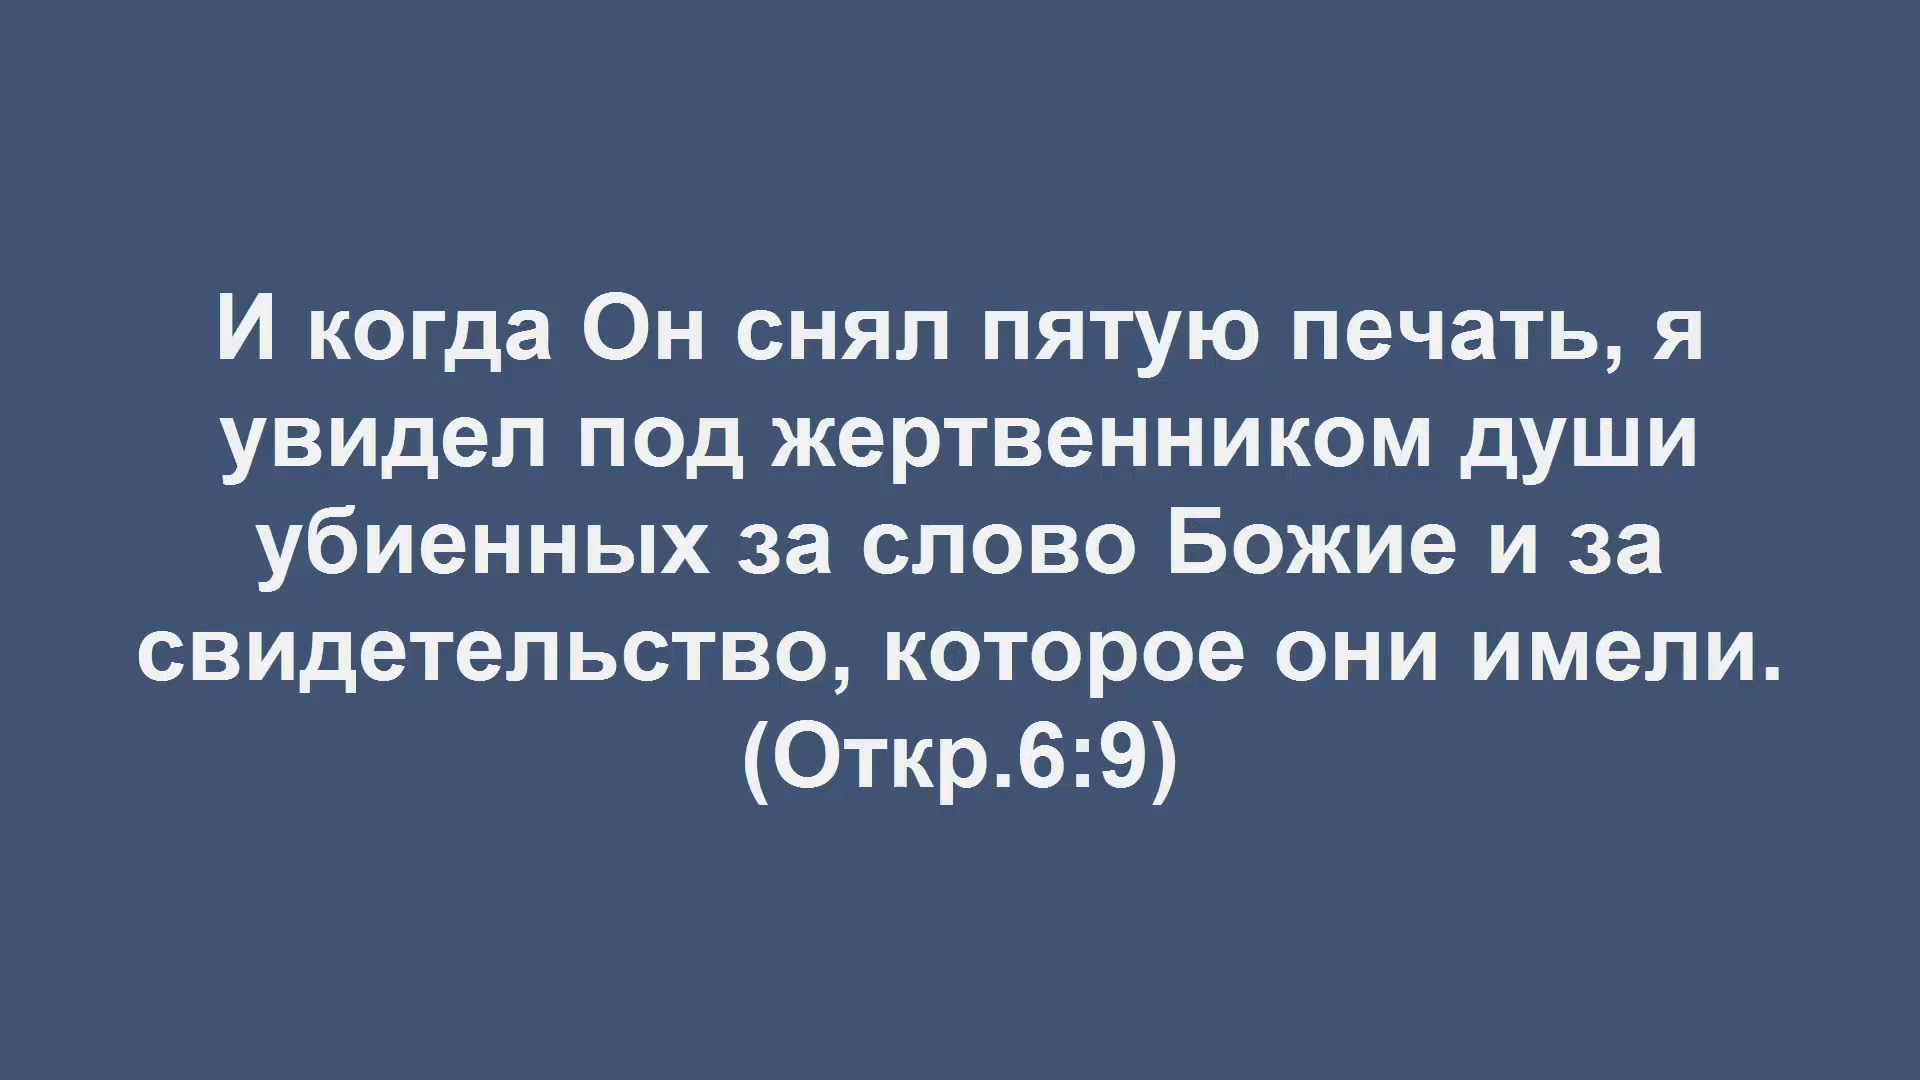 И когда Он снял пятую печать, я
увидел под жертвенником души
убиенных за слово Божие и за
свидетельство, которое они имели.
(Откр.6:9)